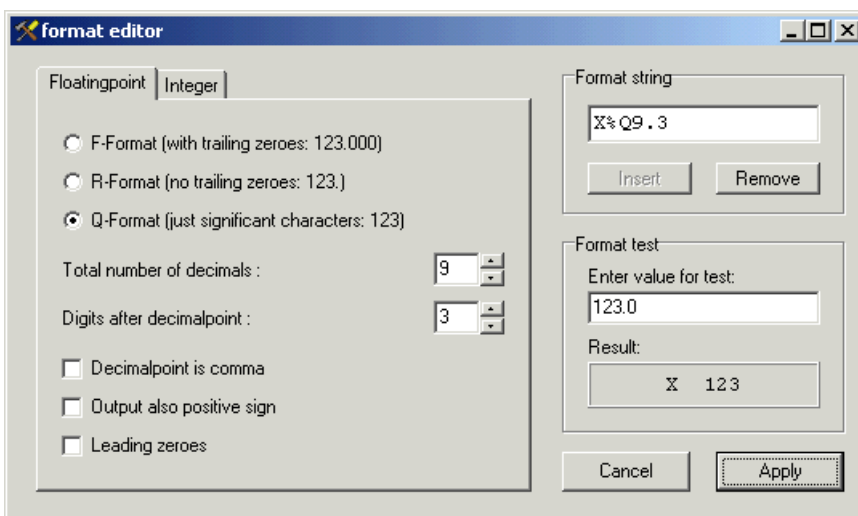 format editor
Floatingpoint
Integer
F-Format (with trailing zeroes: 123.000)
R-Format (no trailing zeroes: 123.)
Q-Format (just significant characters: 123)
Total number of decimals :
9
Digits after decimalpoint :
3
Decimalpoint is comma
Output also positive sign
Leading zeroes
Format string
X%Q9.3
Insert
Remove
Format test
Enter value for test:
123.0
Result:
X 123
Cancel
Apply